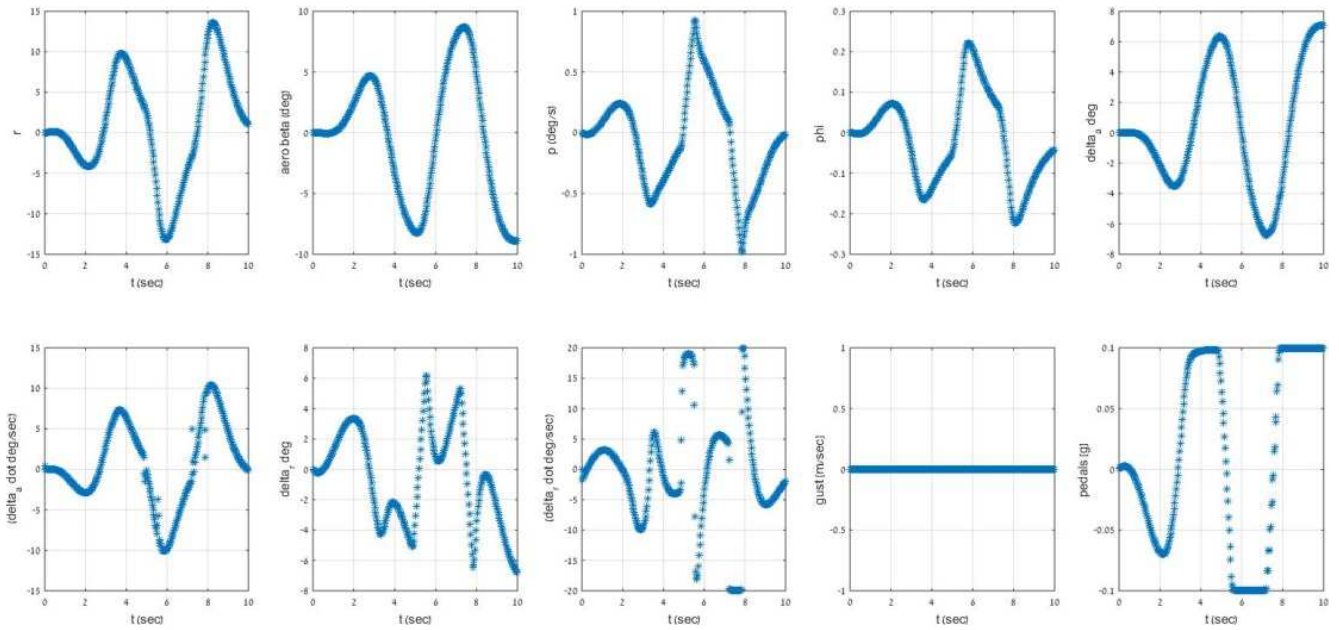 r
15
10
5
0
-5
-10
-15
0 2 4 6 8 10
t (sec)
aero beta (deg)
10
5
0
-5
-10
0 2 4 6 8 10
t (sec)
p (deg/s)
1
0.5
0
-0.5
-1
0 2 4 6 8 10
t (sec)
phi
0.3
0.2
0.1
0
-0.1
-0.2
-0.3
0 2 4 6 8 10
t (sec)
delta_a deg
8
6
4
2
0
-2
-4
-6
-8
0 2 4 6 8 10
t (sec)
(delta_a dot deg/sec)
15
10
5
0
-5
-10
-15
0 2 4 6 8 10
t (sec)
delta_r deg
8
6
4
2
0
-2
-4
-6
-8
0 2 4 6 8 10
t (sec)
(delta_r dot deg/sec)
20
15
10
5
0
-5
-10
-15
-20
0 2 4 6 8 10
t (sec)
gust (m/sec)
1
0.5
0
-0.5
-1
0 2 4 6 8 10
t (sec)
pedals (g)
0.1
0.05
0
-0.05
-0.1
0 2 4 6 8 10
t (sec)